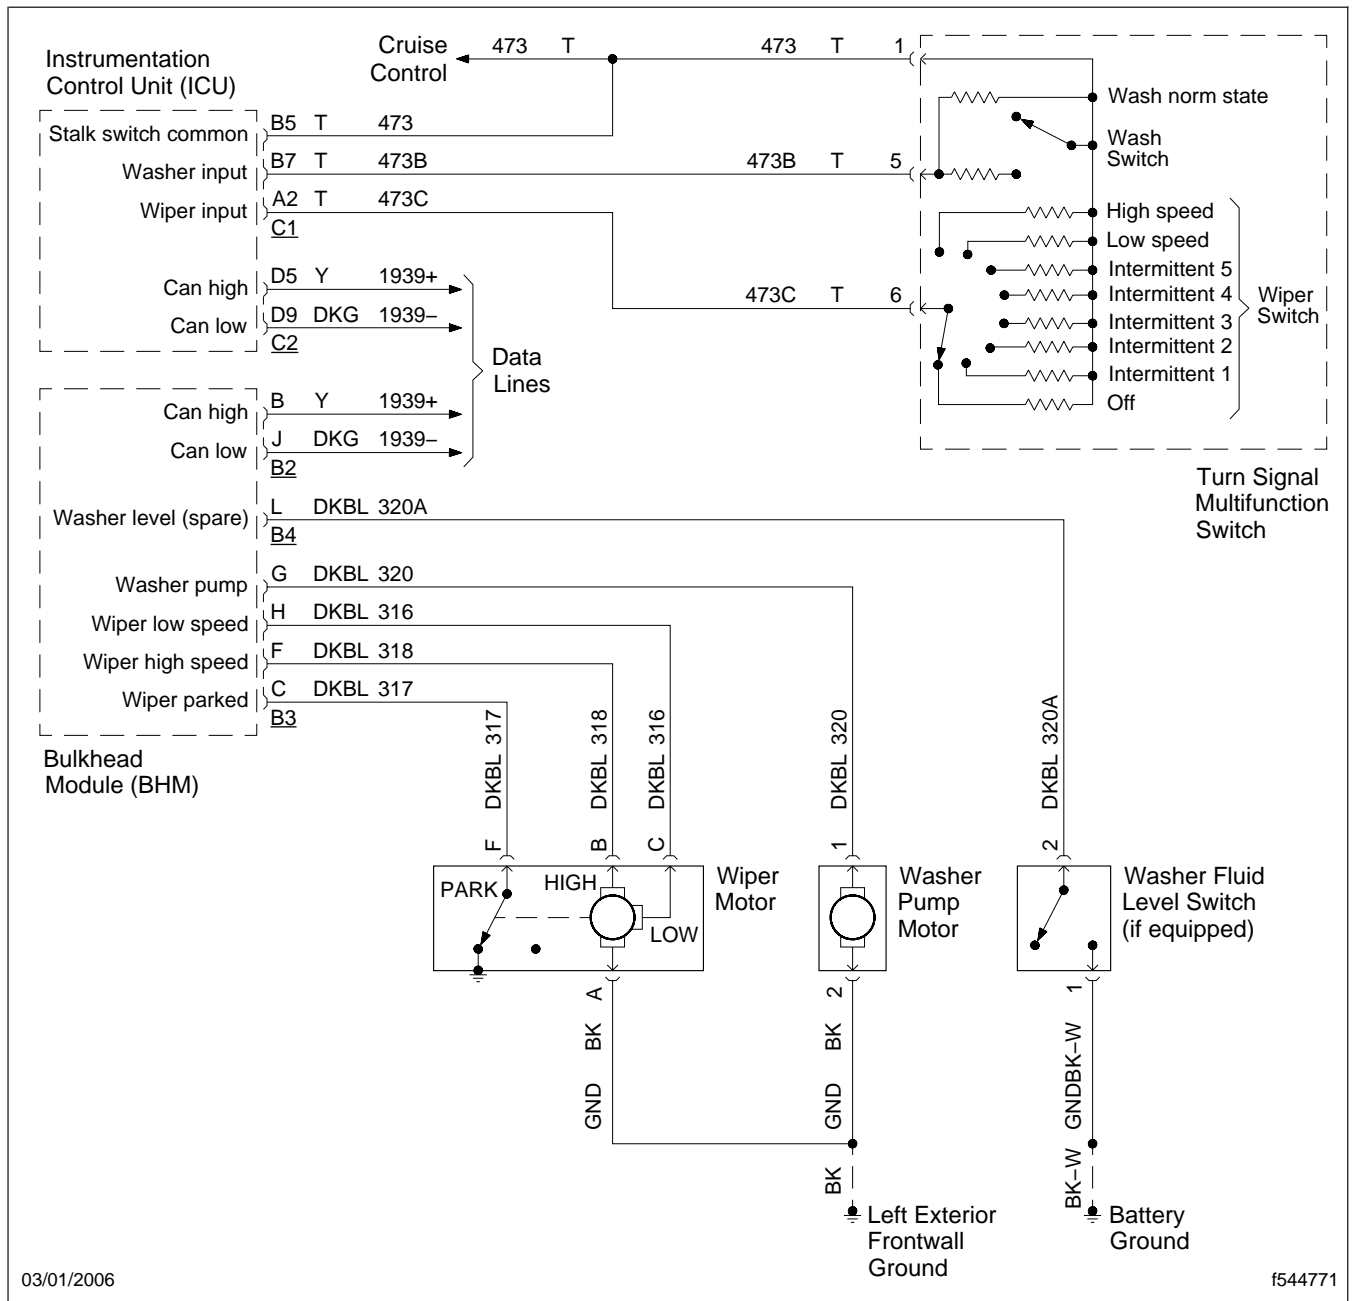 Instrumentation
Control Unit (ICU)
Cruise
Control
473 T
473 T 1
Stalk switch common B5 T 473
Washer input B7 T 473B
473B T 5
Wiper input A2 T 473C
C1
Can high D5 Y 1939+
Can low D9 DKG 1939–
C2
473C T 6
Wash norm state
Wash
Switch
High speed
Low speed
Intermittent 5
Intermittent 4
Intermittent 3
Intermittent 2
Intermittent 1
Off
Wiper
Switch
Turn Signal
Multifunction
Switch
Data
Lines
Can high B Y 1939+
Can low J DKG 1939–
B2
Washer level (spare) L DKBL 320A
B4
Washer pump G DKBL 320
Wiper low speed H DKBL 316
Wiper high speed F DKBL 318
Wiper parked C DKBL 317
B3
Bulkhead
Module (BHM)
DKBL 317
DKBL 318
DKBL 316
DKBL 320
DKBL 320A
F
B
C
1
2
PARK
HIGH
LOW
Wiper
Motor
Washer
Pump
Motor
Washer Fluid
Level Switch
(if equipped)
A
2
1
BK
BK
GND
GND
GNDBK–W
BK
BK–W
Left Exterior
Frontwall
Ground
Battery
Ground
03/01/2006
f544771